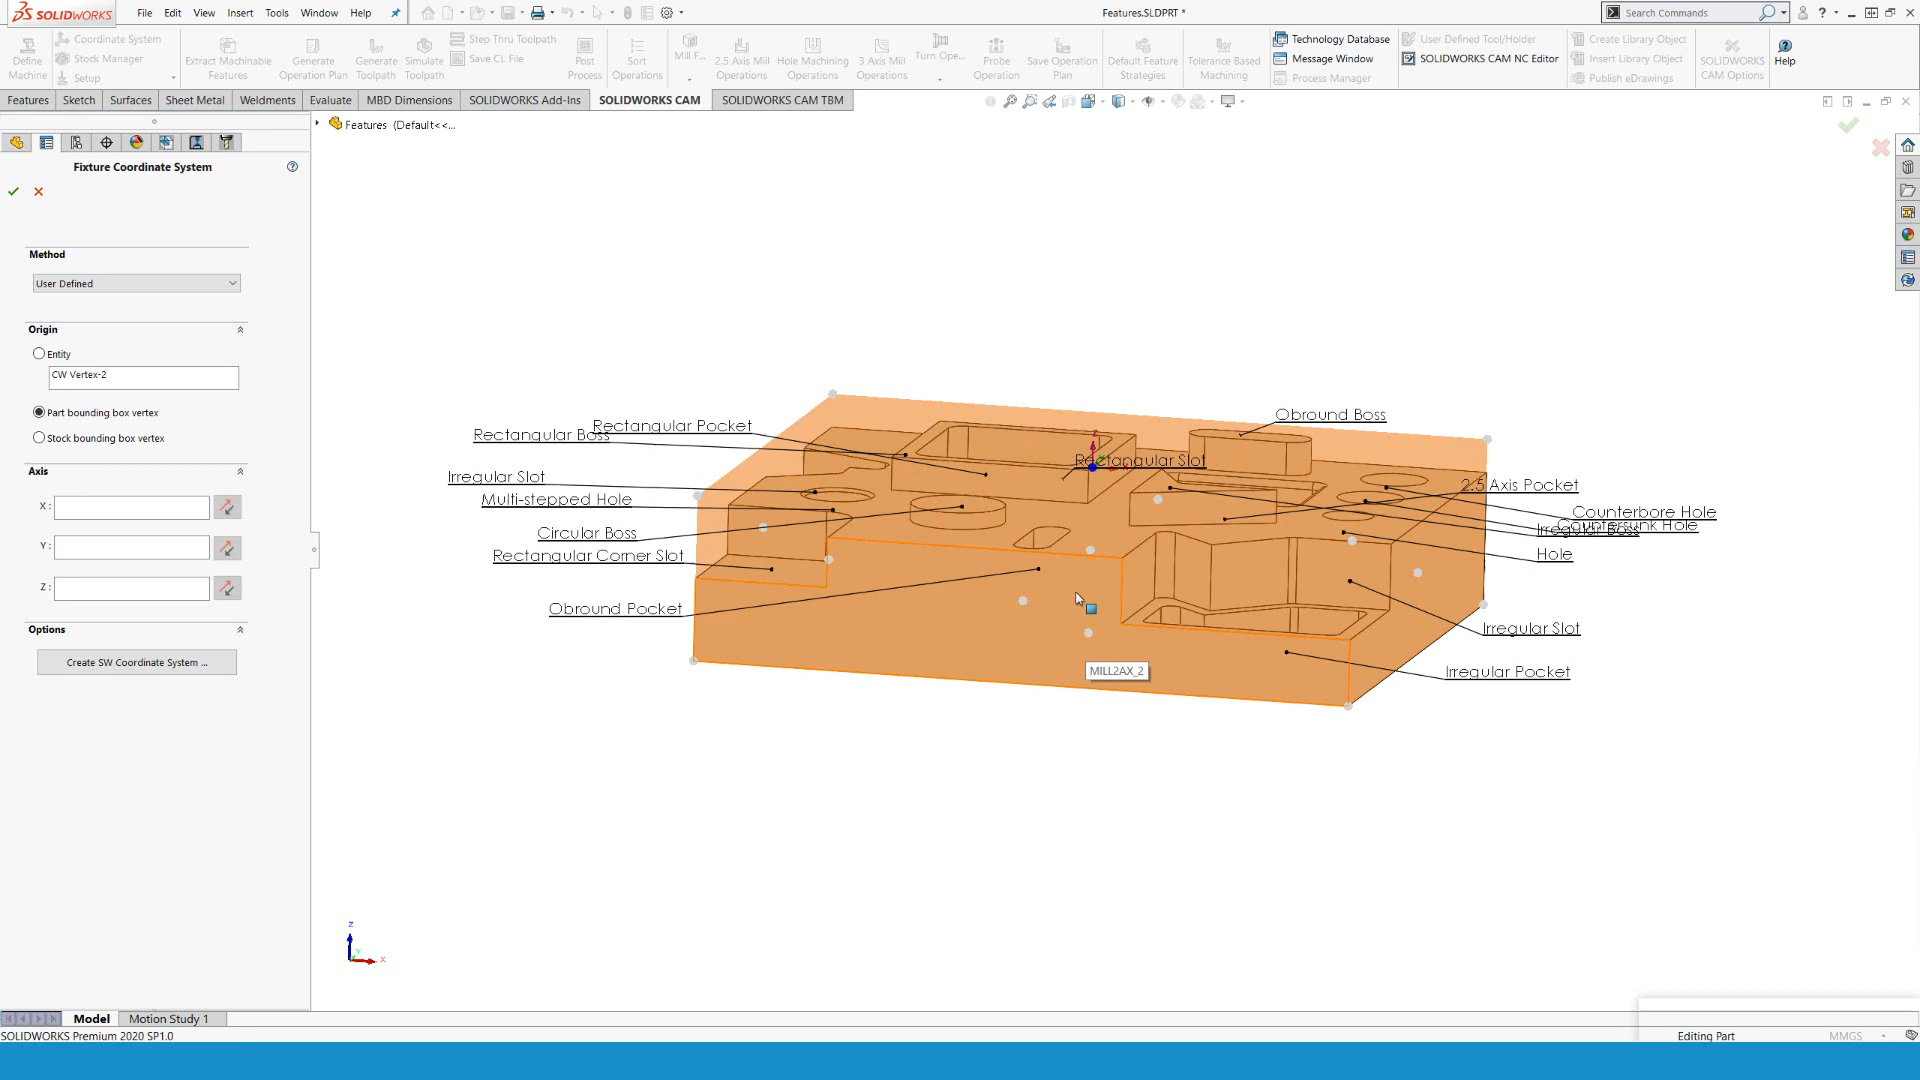 SOLIDWORKS
File
Edit
View
Insert
Tools
Window
Help
Features.SLDPRT *
Search Commands
Define Machine
Coordinate System
Stock Manager
Setup
Extract Machinable Features
Generate Operation Plan
Generate Toolpath
Simulate Toolpath
Step Thru Toolpath
Save CL File
Post Process
Sort Operations
Mill F...
2.5 Axis Mill Operations
Hole Machining Operations
3 Axis Mill Operations
Turn Ope...
Probe Operation
Save Operation Plan
Default Feature Strategies
Tolerance Based Machining
Technology Database
Message Window
Process Manager
User Defined Tool/Holder
SOLIDWORKS CAM NC Editor
Create Library Object
Insert Library Object
Publish eDrawings
SOLIDWORKS CAM Options
Help
Features
Sketch
Surfaces
Sheet Metal
Weldments
Evaluate
MBD Dimensions
SOLIDWORKS Add-Ins
SOLIDWORKS CAM
SOLIDWORKS CAM TBM
Features (Default<<...
Fixture Coordinate System
Method
User Defined
Origin
Entity
CW Vertex-2
Part bounding box vertex
Stock bounding box vertex
Axis
X:
Y:
Z:
Options
Create SW Coordinate System ...
Rectangular Pocket
Rectangular Boss
Irregular Slot
Multi-stepped Hole
Circular Boss
Rectangular Corner Slot
Obround Pocket
Obround Boss
Z
Rectangular Slot
X
2.5 Axis Pocket
Counterbore Hole
Countersunk Hole
Irregular Boss
Hole
Irregular Slot
Irregular Pocket
MILL2AX_2
Z
Y
X
Model
Motion Study 1
SOLIDWORKS Premium 2020 SP1.0
Editing Part
MMGS